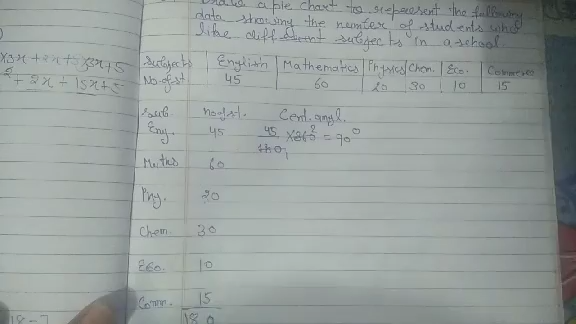 a pie chart to represent the following
data showing the number of students who
like different subjects in a school.
Subjects English Mathematics Physics Chem. Eco. Commerce
No. of st 45 60 20 30 10 15
Sub. no of st. Cent. angl.
Eng. 45 45/180 × 360 2 = 90°
Maths 60
Phy. 20
Chem. 30
Eco. 10
Comm. 15
180